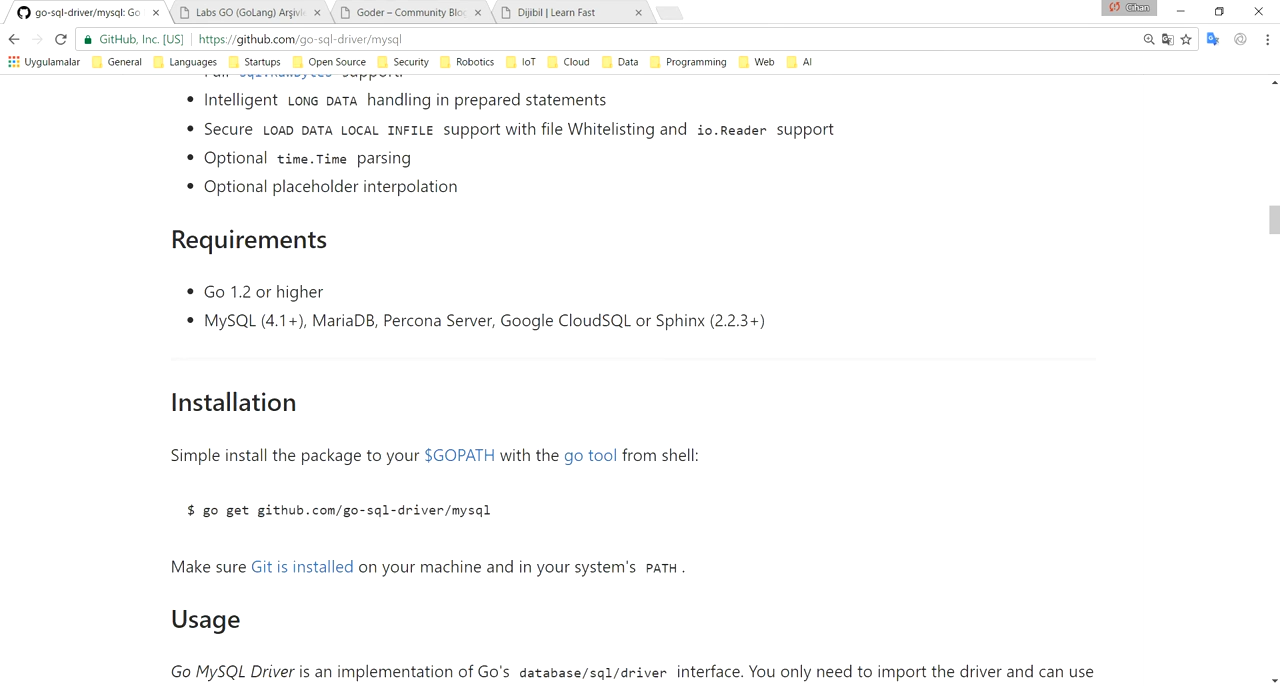 go-sql-driver/mysql: Go
Labs GO (GoLang) Arşivle
Goder – Community Blog
Dijibil | Learn Fast
Cihan
GitHub, Inc. [US]
https://github.com/go-sql-driver/mysql
Uygulamalar
General
Languages
Startups
Open Source
Security
Robotics
IoT
Cloud
Data
Programming
Web
AI
Full sql.RawBytes support.
Intelligent LONG DATA handling in prepared statements
Secure LOAD DATA LOCAL INFILE support with file Whitelisting and io.Reader support
Optional time.Time parsing
Optional placeholder interpolation
Requirements
Go 1.2 or higher
MySQL (4.1+), MariaDB, Percona Server, Google CloudSQL or Sphinx (2.2.3+)
Installation
Simple install the package to your $GOPATH with the go tool from shell:
$ go get github.com/go-sql-driver/mysql
Make sure Git is installed on your machine and in your system's PATH .
Usage
Go MySQL Driver is an implementation of Go's database/sql/driver interface. You only need to import the driver and can use